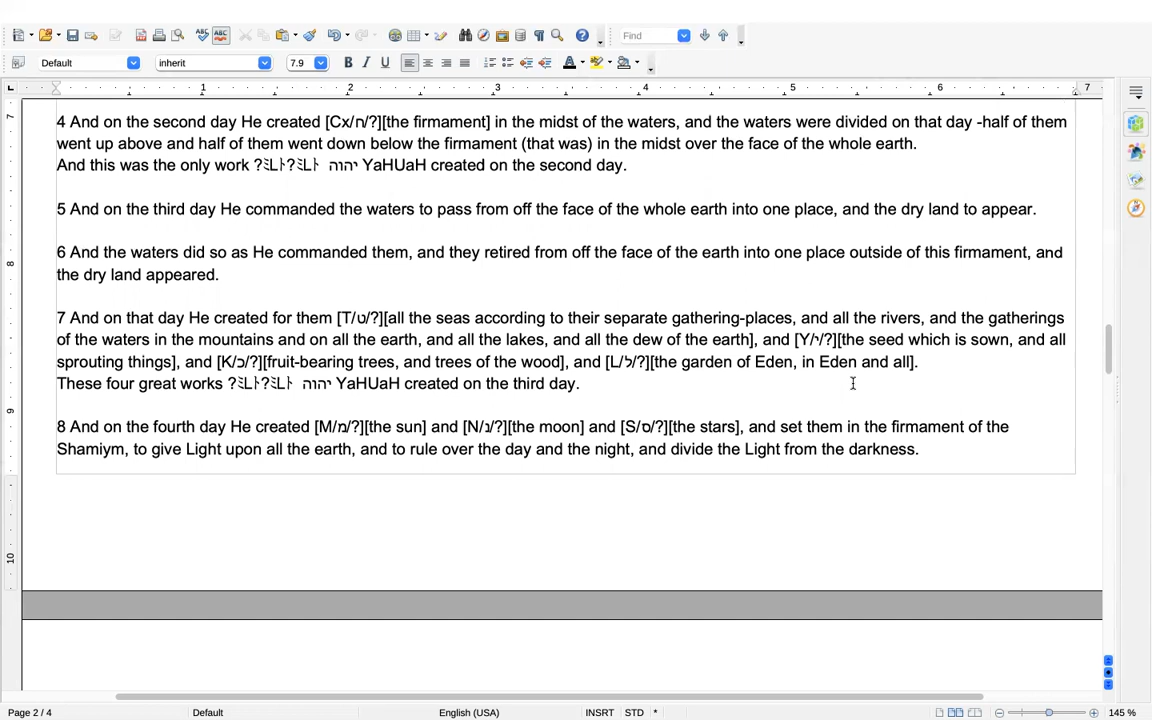 Find
Default
inherit
7.9
1 2 3 4 5 6 7
7
4 And on the second day He created [Cx/ח/?][the firmament] in the midst of the waters, and the waters were divided on that day -half of them
went up above and half of them went down below the firmament (that was) in the midst over the face of the whole earth.
And this was the only work יהוה YaHUaH created on the second day.
5 And on the third day He commanded the waters to pass from off the face of the whole earth into one place, and the dry land to appear.
8
6 And the waters did so as He commanded them, and they retired from off the face of the earth into one place outside of this firmament, and
the dry land appeared.
7 And on that day He created for them [T/ט/?][all the seas according to their separate gathering-places, and all the rivers, and the gatherings
of the waters in the mountains and on all the earth, and all the lakes, and all the dew of the earth], and [Y/י/?][the seed which is sown, and all
sprouting things], and [K/כ/?][fruit-bearing trees, and trees of the wood], and [L/ל/?][the garden of Eden, in Eden and all].
These four great works יהוה YaHUaH created on the third day.
9
8 And on the fourth day He created [M/מ/?][the sun] and [N/נ/?][the moon] and [S/ס/?][the stars], and set them in the firmament of the
Shamiym, to give Light upon all the earth, and to rule over the day and the night, and divide the Light from the darkness.
10
Page 2 / 4
Default
English (USA)
INSRT
STD
*
145 %